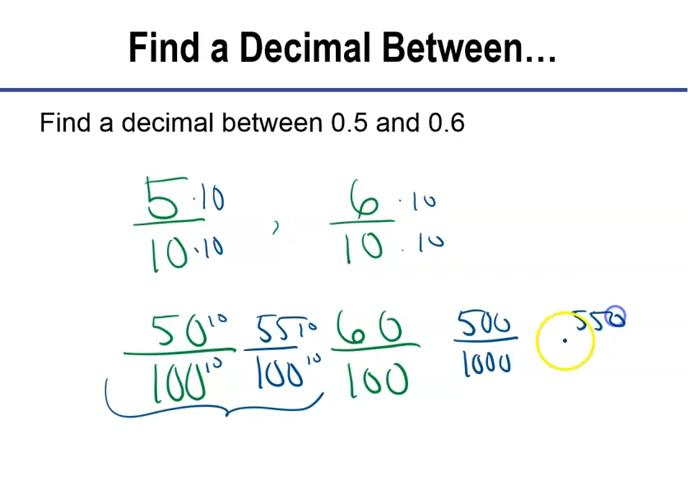 Find a Decimal Between…
Find a decimal between 0.5 and 0.6
5 · 10 , 6 · 10
10 · 10 10 · 10
50 10 55 10 60 500 550
100 10 100 10 100 1000